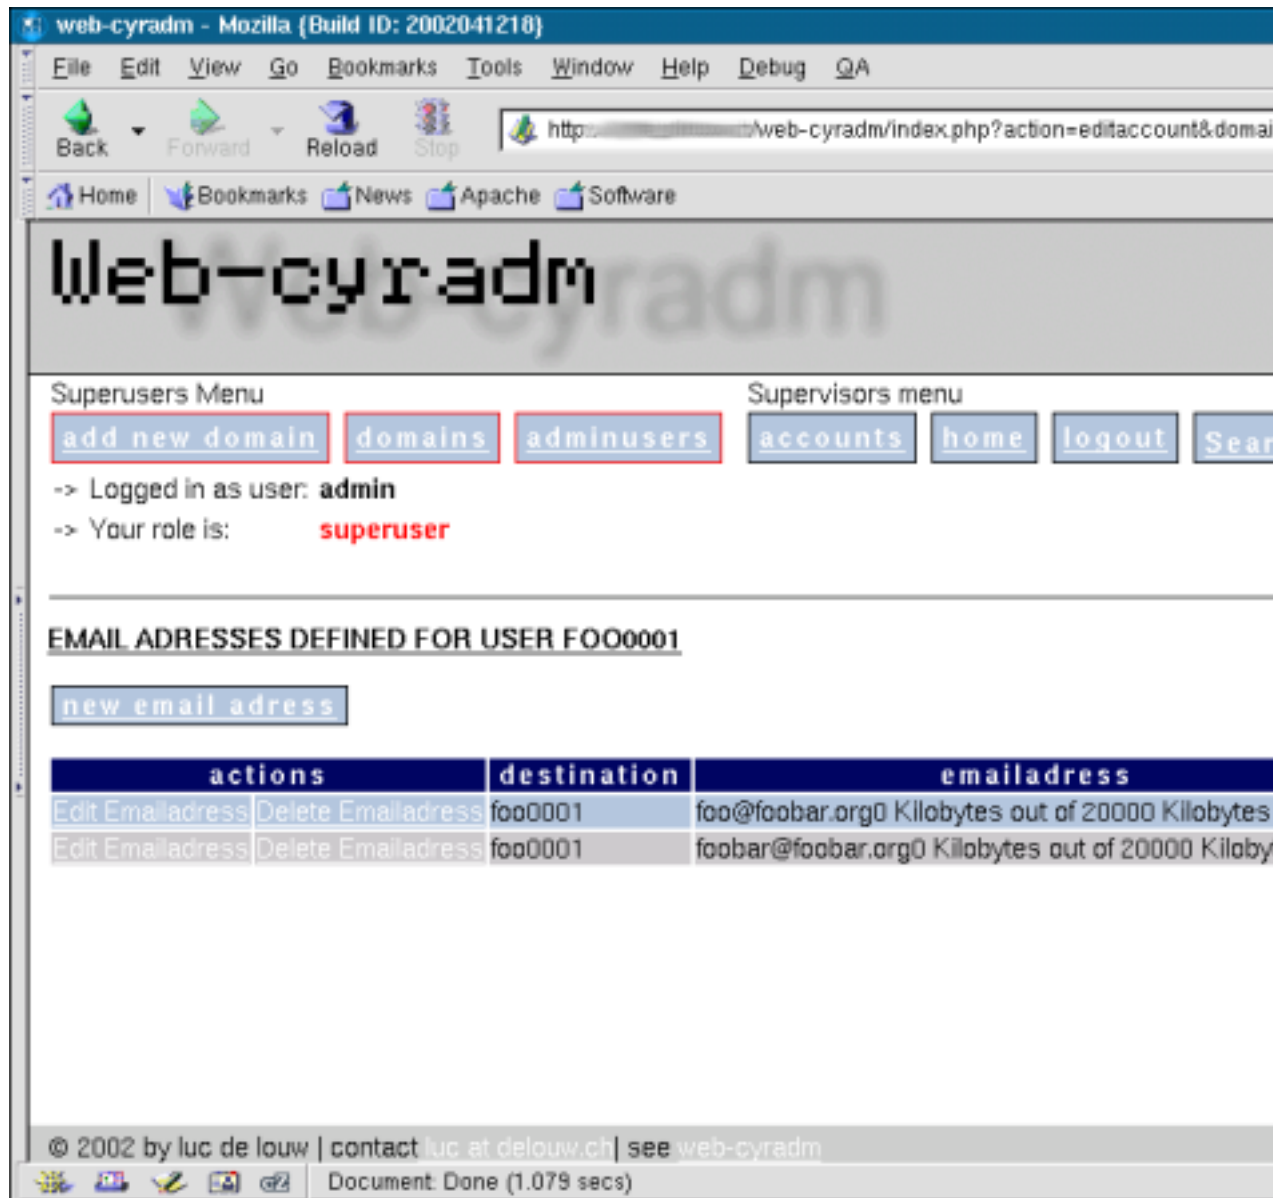 web-cyradm - Mozilla {Build ID: 2002041218}
File Edit View Go Bookmarks Tools Window Help Debug QA
Back Forward Reload Stop http: /web-cyradm/index.php?action=editaccount&domai
Home Bookmarks News Apache Software
Web-cyradm
Web-cyradm
Superusers Menu Supervisors menu
add new domain domains adminusers accounts home logout Sear
-> Logged in as user: admin
-> Your role is: superuser
EMAIL ADRESSES DEFINED FOR USER FOO0001
new email adress
actions destination emailadress
Edit Emailadress Delete Emailadress foo0001 foo@foobar.org0 Kilobytes out of 20000 Kilobytes
Edit Emailadress Delete Emailadress foo0001 foobar@foobar.org0 Kilobytes out of 20000 Kiloby
© 2002 by luc de louw | contact luc at delouw.ch| see web-cyradm
Document: Done (1.079 secs)